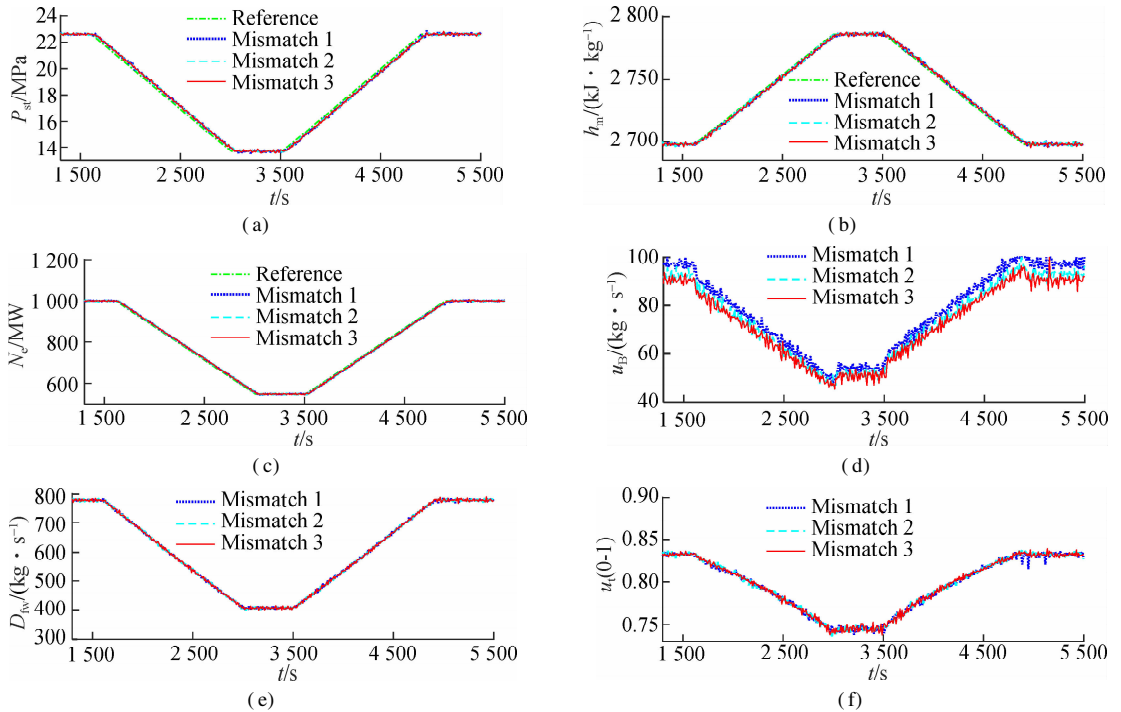 24
22
20
18
16
14
P_st/MPa
Reference
Mismatch 1
Mismatch 2
Mismatch 3
1 500 2 500 3 500 4 500 5 500
t/s
(a)
2 800
2 750
2 700
h_m/(kJ·kg⁻¹)
Reference
Mismatch 1
Mismatch 2
Mismatch 3
1 500 2 500 3 500 4 500 5 500
t/s
(b)
1 200
1 000
800
600
N_e/MW
Reference
Mismatch 1
Mismatch 2
Mismatch 3
1 500 2 500 3 500 4 500 5 500
t/s
(c)
100
80
60
40
u_B/(kg·s⁻¹)
Mismatch 1
Mismatch 2
Mismatch 3
1 500 2 500 3 500 4 500 5 500
t/s
(d)
800
700
600
500
400
300
D_fw/(kg·s⁻¹)
Mismatch 1
Mismatch 2
Mismatch 3
1 500 2 500 3 500 4 500 5 500
t/s
(e)
0.90
0.85
0.80
0.75
u_t(0-1)
Mismatch 1
Mismatch 2
Mismatch 3
1 500 2 500 3 500 4 500 5 500
t/s
(f)